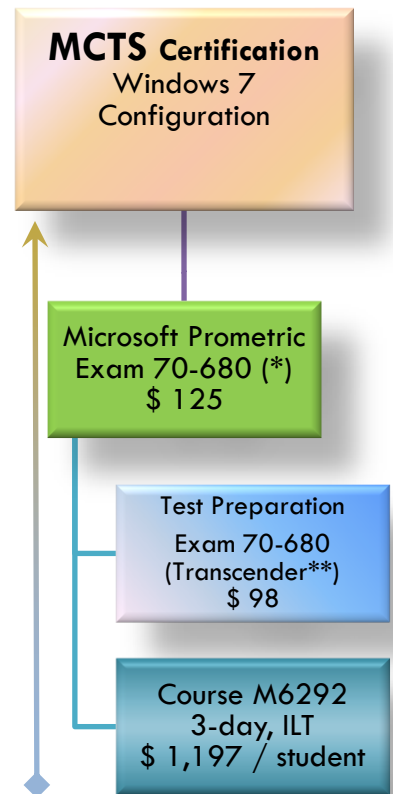 MCTS Certification
Windows 7
Configuration
Microsoft Prometric
Exam 70-680 (*)
$ 125
Test Preparation
Exam 70-680
(Transcender**)
$ 98
Course M6292
3-day, ILT
$ 1,197 / student